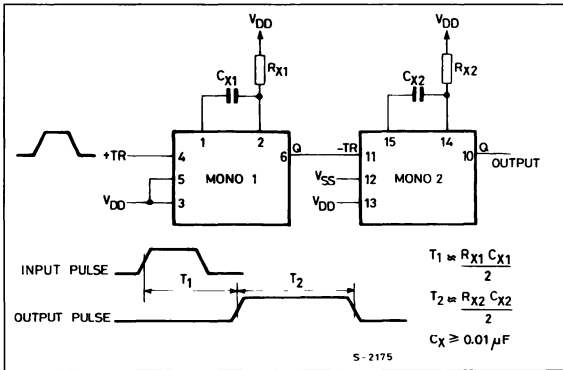 VDD
VDD
RX1
CX1
RX2
CX2
1
2
15
14
+TR
4
5
3
VDD
MONO 1
6
Q
-TR
11
VSS
12
VDD
13
MONO 2
10
Q
OUTPUT
INPUT PULSE
T1
T2
OUTPUT PULSE
T1 ≈ RX1 CX1 / 2
T2 ≈ RX2 CX2 / 2
CX ≥ 0.01 µF
S-2175